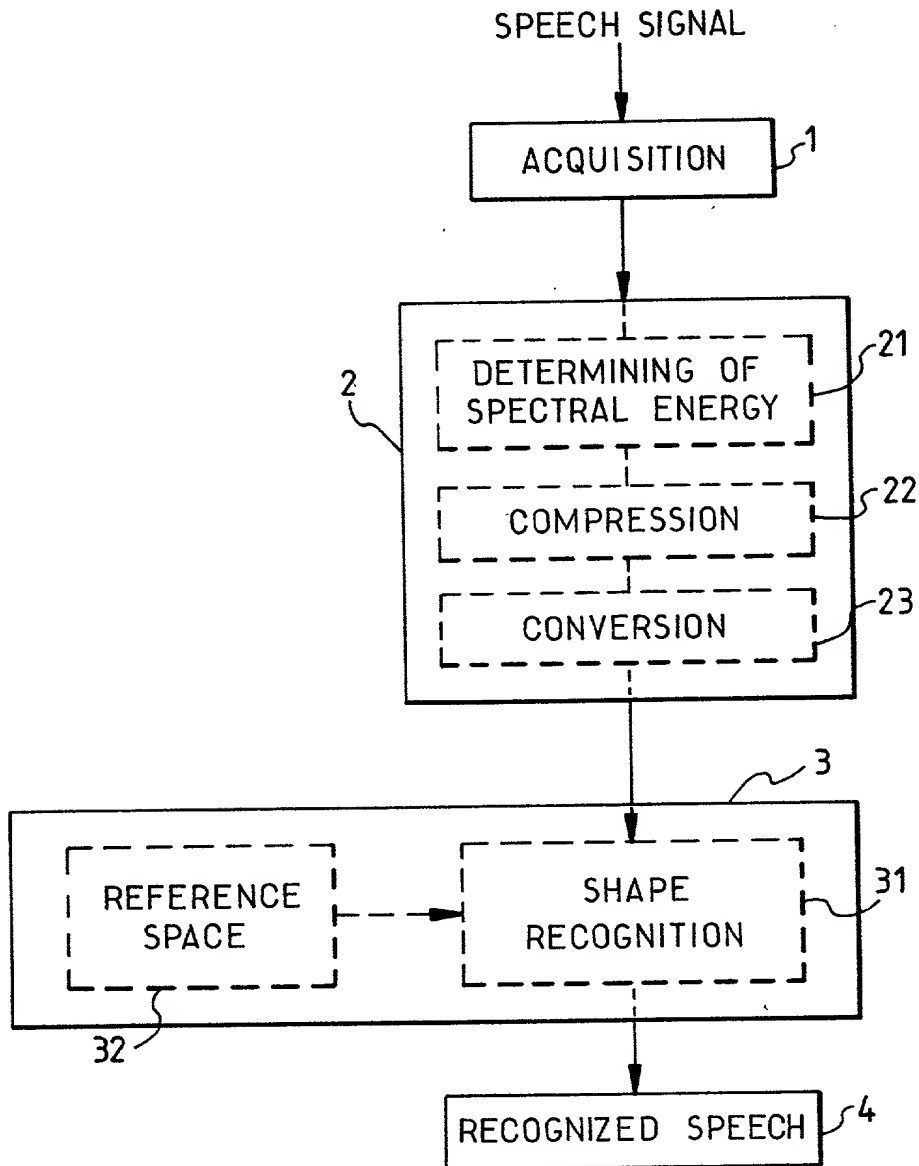 SPEECH SIGNAL
ACQUISITION
1
2
DETERMINING OF
SPECTRAL ENERGY
21
COMPRESSION
22
CONVERSION
23
3
REFERENCE
SPACE
32
SHAPE
RECOGNITION
31
RECOGNIZED SPEECH
4